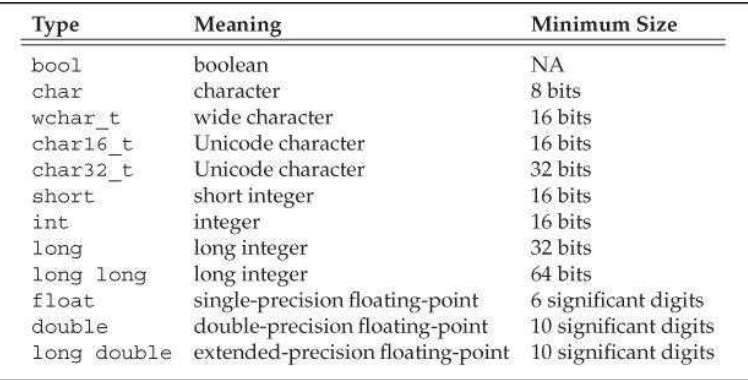 Type Meaning Minimum Size
bool boolean NA
char character 8 bits
wchar_t wide character 16 bits
char16_t Unicode character 16 bits
char32_t Unicode character 32 bits
short short integer 16 bits
int integer 16 bits
long long integer 32 bits
long long long integer 64 bits
float single-precision floating-point 6 significant digits
double double-precision floating-point 10 significant digits
long double extended-precision floating-point 10 significant digits